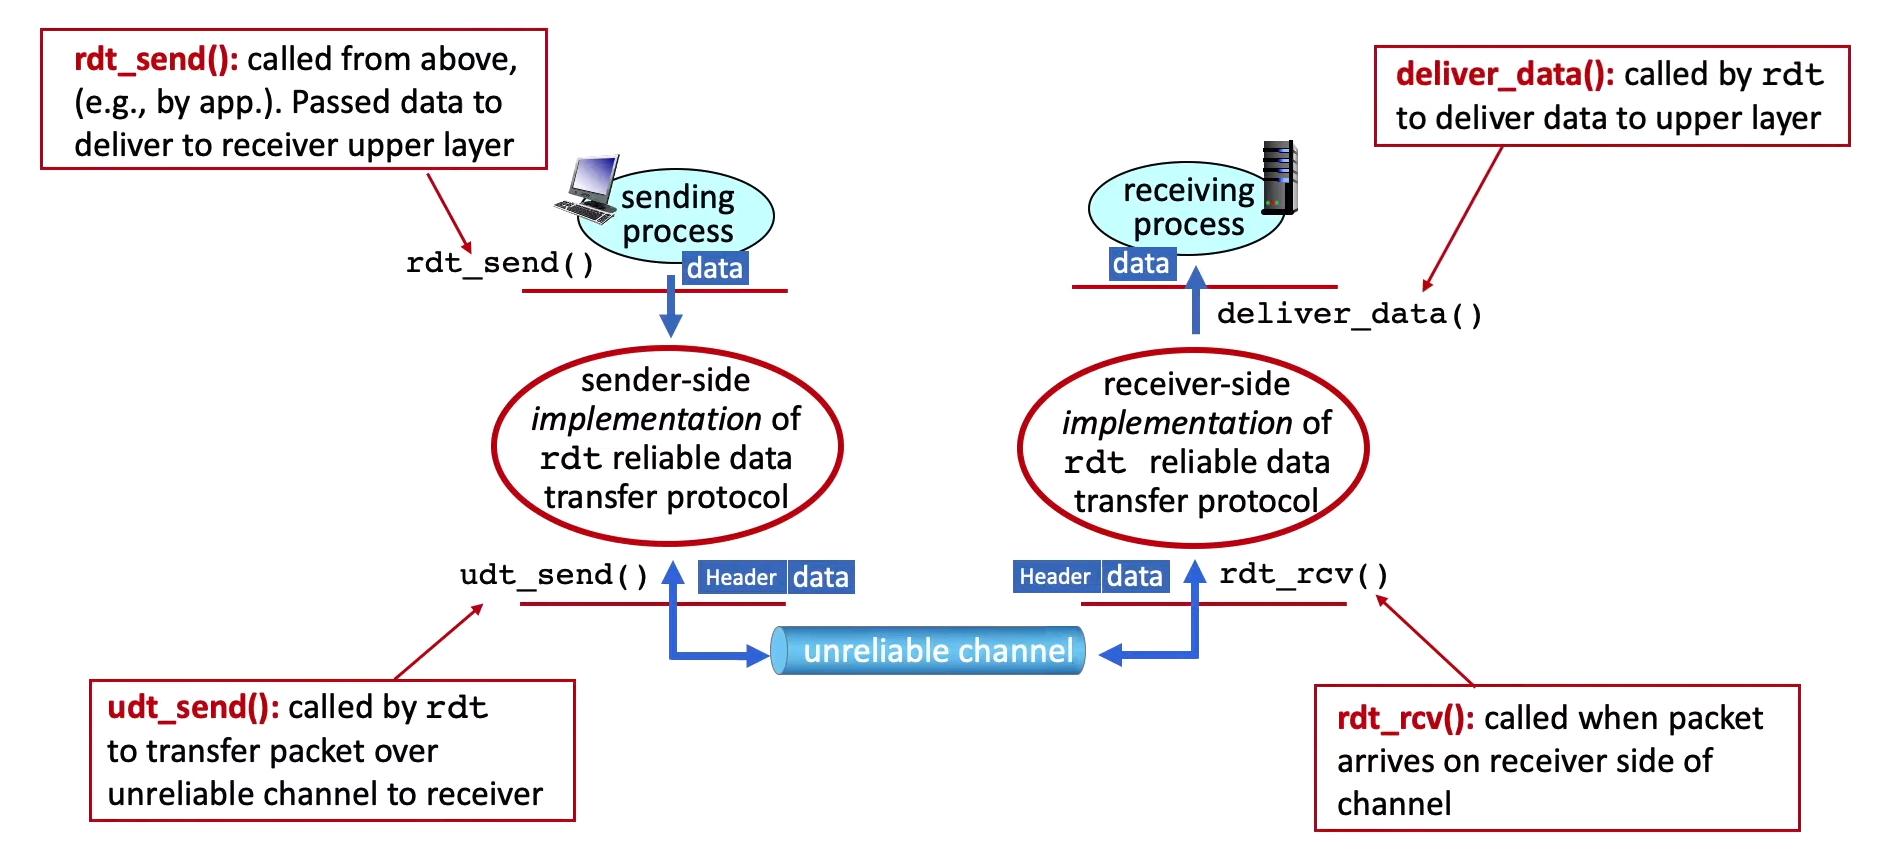 rdt_send(): called from above,
(e.g., by app.). Passed data to
deliver to receiver upper layer
deliver_data(): called by rdt
to deliver data to upper layer
sending
process
receiving
process
rdt_send()
data
data
deliver_data()
sender-side
implementation of
rdt reliable data
transfer protocol
receiver-side
implementation of
rdt reliable data
transfer protocol
udt_send()
Header data
Header data
rdt_rcv()
unreliable channel
udt_send(): called by rdt
to transfer packet over
unreliable channel to receiver
rdt_rcv(): called when packet
arrives on receiver side of
channel